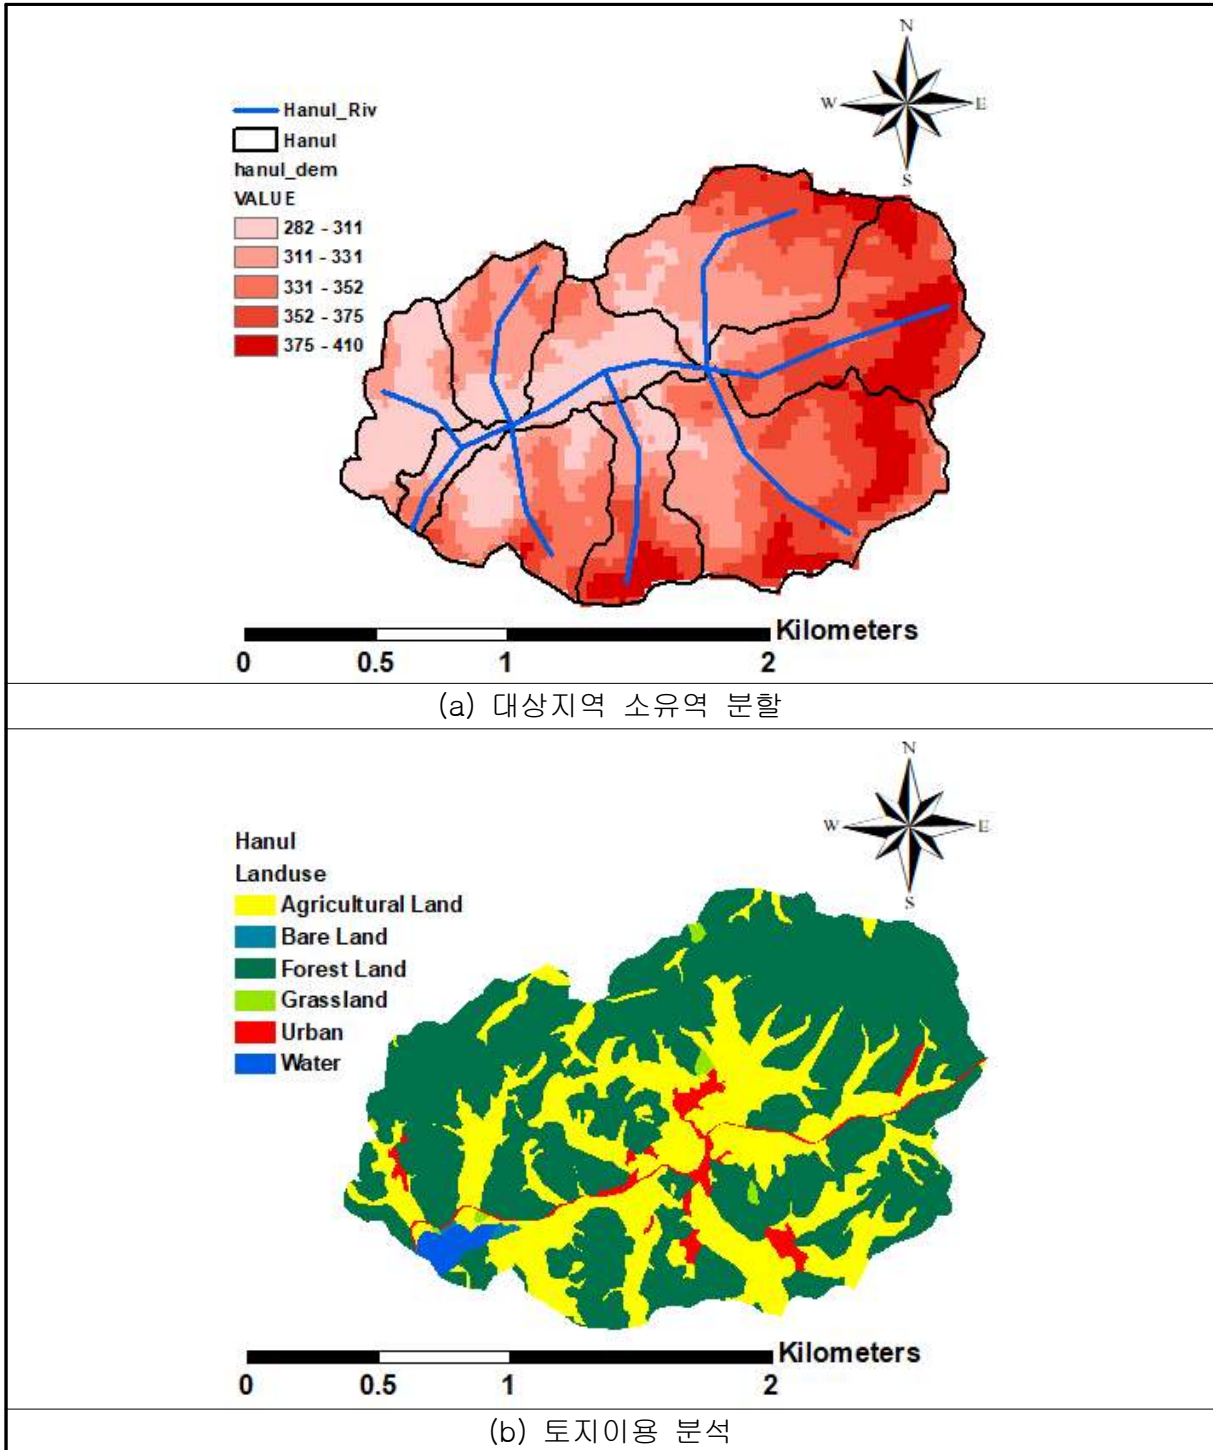 N
W E
S
Hanul_Riv
Hanul
hanul_dem
VALUE
282 - 311
311 - 331
331 - 352
352 - 375
375 - 410
Kilometers
0 0.5 1 2
(a) 대상지역 소유역 분할
N
W E
S
Hanul
Landuse
Agricultural Land
Bare Land
Forest Land
Grassland
Urban
Water
Kilometers
0 0.5 1 2
(b) 토지이용 분석